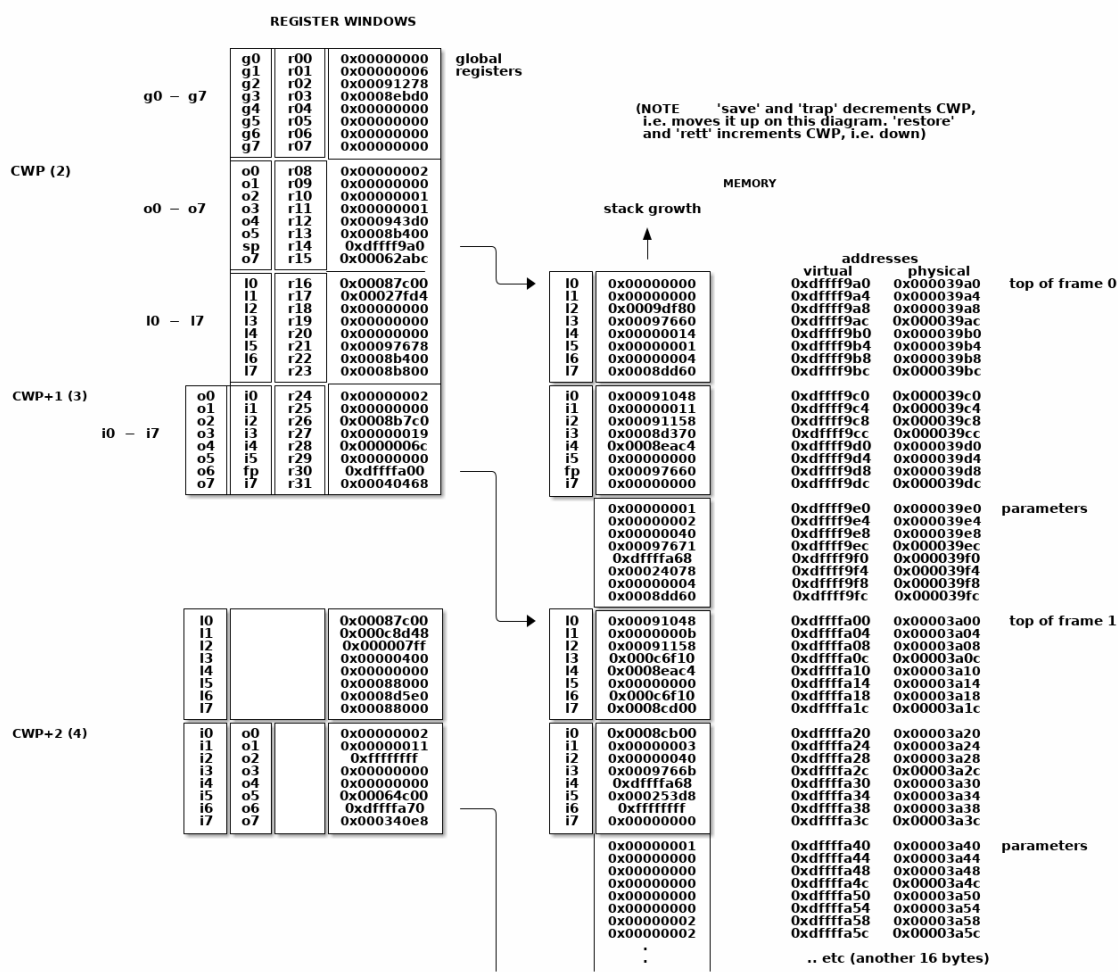 REGISTER WINDOWS
g0 r00 0x00000000 global
g1 r01 0x00000006 registers
g2 r02 0x00091278
g0 – g7 g3 r03 0x0008ebd0
g4 r04 0x00000000
g5 r05 0x00000000
g6 r06 0x00000000
g7 r07 0x00000000
(NOTE 'save' and 'trap' decrements CWP,
i.e. moves it up on this diagram. 'restore'
and 'rett' increments CWP, i.e. down)
CWP (2) o0 r08 0x00000002
o1 r09 0x00000000
MEMORY
o2 r10 0x00000001
o0 – o7 o3 r11 0x00000001 stack growth
o4 r12 0x000943d0
o5 r13 0x0008b400
sp r14 0xdffff9a0
o7 r15 0x00062abc addresses
virtual physical
l0 r16 0x00087c00 l0 0x00000000 0xdffff9a0 0x000039a0 top of frame 0
l1 r17 0x00027fd4 l1 0x00000000 0xdffff9a4 0x000039a4
l2 r18 0x00000000 l2 0x0009df80 0xdffff9a8 0x000039a8
l0 – l7 l3 r19 0x00000000 l3 0x00097660 0xdffff9ac 0x000039ac
l4 r20 0x00000000 l4 0x00000014 0xdffff9b0 0x000039b0
l5 r21 0x00097678 l5 0x00000001 0xdffff9b4 0x000039b4
l6 r22 0x0008b400 l6 0x00000004 0xdffff9b8 0x000039b8
l7 r23 0x0008b800 l7 0x0008dd60 0xdffff9bc 0x000039bc
CWP+1 (3) o0 i0 r24 0x00000002 i0 0x00091048 0xdffff9c0 0x000039c0
o1 i1 r25 0x00000000 i1 0x00000011 0xdffff9c4 0x000039c4
o2 i2 r26 0x0008b7c0 i2 0x00091158 0xdffff9c8 0x000039c8
i0 – i7 o3 i3 r27 0x00000019 i3 0x0008d370 0xdffff9cc 0x000039cc
o4 i4 r28 0x0000006c i4 0x0008eac4 0xdffff9d0 0x000039d0
o5 i5 r29 0x00000000 i5 0x00000000 0xdffff9d4 0x000039d4
o6 fp r30 0xdffffa00 fp 0x00097660 0xdffff9d8 0x000039d8
o7 i7 r31 0x00040468 i7 0x00000000 0xdffff9dc 0x000039dc
0x00000001 0xdffff9e0 0x000039e0 parameters
0x00000002 0xdffff9e4 0x000039e4
0x00000040 0xdffff9e8 0x000039e8
0x00097671 0xdffff9ec 0x000039ec
0xdffffa68 0xdffff9f0 0x000039f0
0x00024078 0xdffff9f4 0x000039f4
0x00000004 0xdffff9f8 0x000039f8
0x0008dd60 0xdffff9fc 0x000039fc
l0 0x00087c00 l0 0x00091048 0xdffffa00 0x00003a00 top of frame 1
l1 0x000c8d48 l1 0x0000000b 0xdffffa04 0x00003a04
l2 0x000007ff l2 0x00091158 0xdffffa08 0x00003a08
l3 0x00000400 l3 0x000c6f10 0xdffffa0c 0x00003a0c
l4 0x00000000 l4 0x0008eac4 0xdffffa10 0x00003a10
l5 0x00088000 l5 0x00000000 0xdffffa14 0x00003a14
l6 0x0008d5e0 l6 0x000c6f10 0xdffffa18 0x00003a18
l7 0x00088000 l7 0x0008cd00 0xdffffa1c 0x00003a1c
CWP+2 (4) i0 o0 0x00000002 i0 0x0008cb00 0xdffffa20 0x00003a20
i1 o1 0x00000011 i1 0x00000003 0xdffffa24 0x00003a24
i2 o2 0xffffffff i2 0x00000040 0xdffffa28 0x00003a28
i3 o3 0x00000000 i3 0x0009766b 0xdffffa2c 0x00003a2c
i4 o4 0x00000000 i4 0xdffffa68 0xdffffa30 0x00003a30
i5 o5 0x00064c00 i5 0x000253d8 0xdffffa34 0x00003a34
i6 o6 0xdffffa70 i6 0xffffffff 0xdffffa38 0x00003a38
i7 o7 0x000340e8 i7 0x00000000 0xdffffa3c 0x00003a3c
0x00000001 0xdffffa40 0x00003a40 parameters
0x00000000 0xdffffa44 0x00003a44
0x00000000 0xdffffa48 0x00003a48
0x00000000 0xdffffa4c 0x00003a4c
0x00000000 0xdffffa50 0x00003a50
0x00000000 0xdffffa54 0x00003a54
0x00000002 0xdffffa58 0x00003a58
0x00000002 0xdffffa5c 0x00003a5c
.
. .. etc (another 16 bytes)